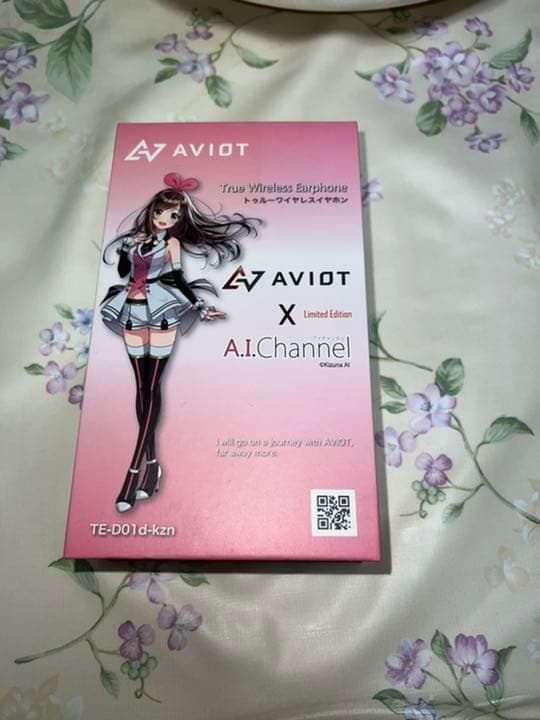 AVIOT
True Wireless Earphone
トゥルーワイヤレスイヤホン
AVIOT
X Limited Edition
A.I.Channel
©Kizuna AI
I will go on a journey with AVIOT,
far away more.
TE-D01d-kzn